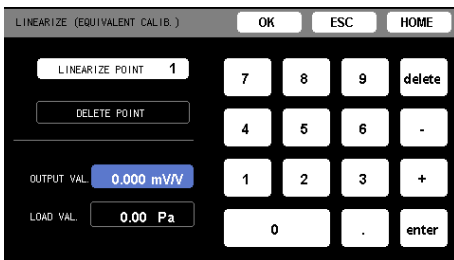 LINEARIZE (EQUIVALENT CALIB.) OK ESC HOME
LINEARIZE POINT 1
DELETE POINT
OUTPUT VAL. 0.000 mV/V
LOAD VAL. 0.00 Pa
7 8 9 delete
4 5 6 -
1 2 3 +
0 . enter